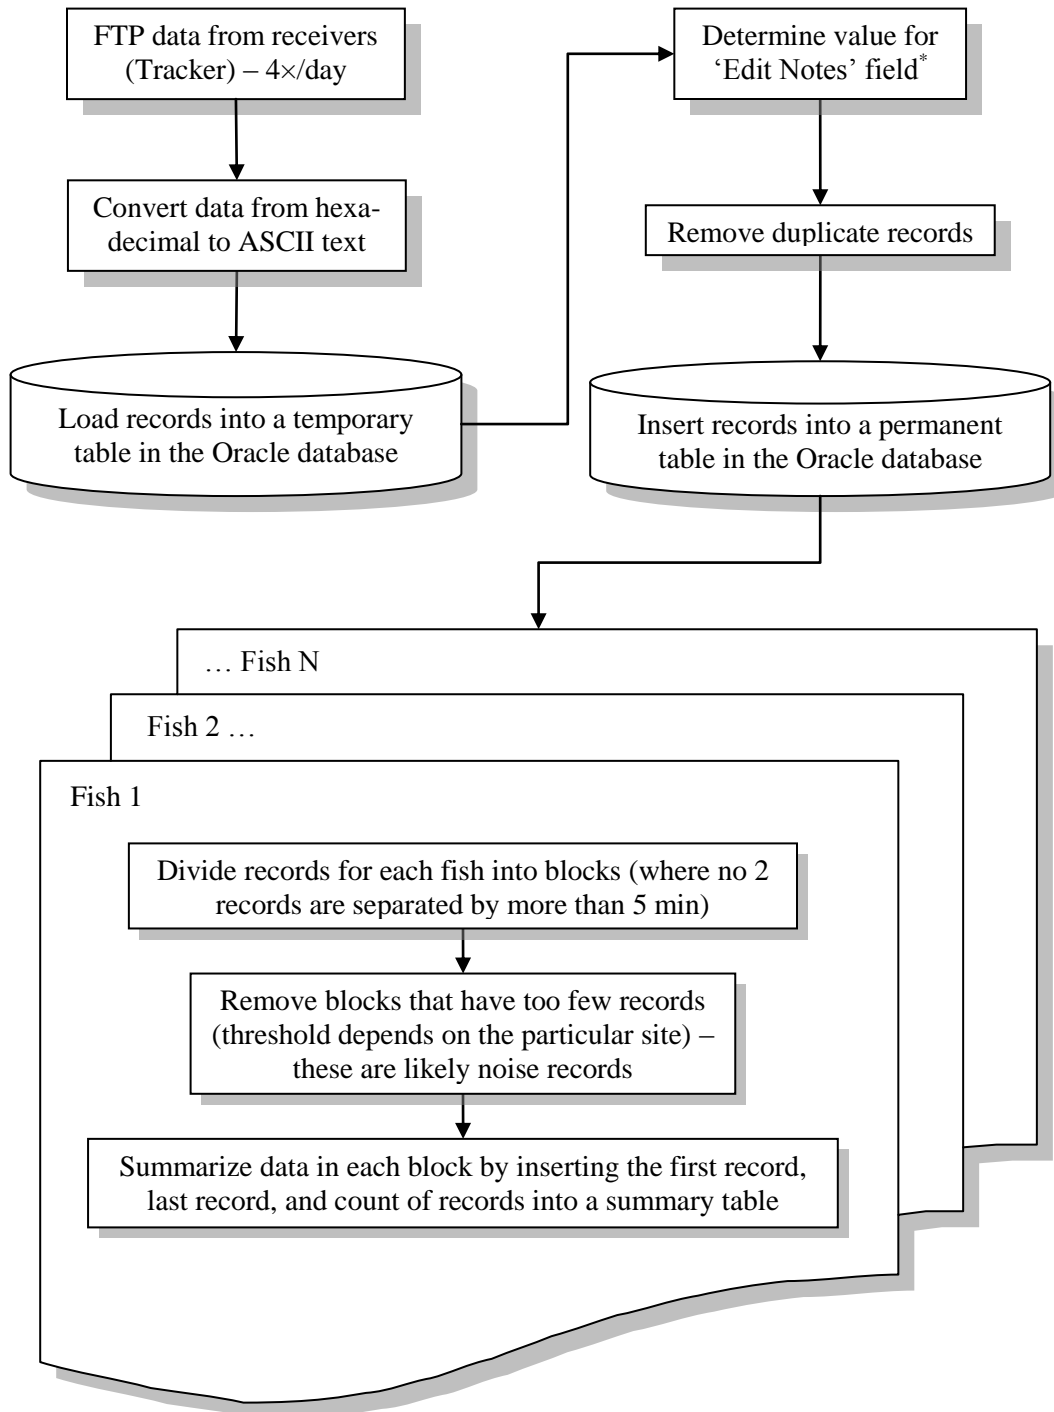 FTP data from receivers
(Tracker) – 4×/day
Convert data from hexa-
decimal to ASCII text
Load records into a temporary
table in the Oracle database
Determine value for
‘Edit Notes’ field*
Remove duplicate records
Insert records into a permanent
table in the Oracle database
… Fish N
Fish 2 …
Fish 1
Divide records for each fish into blocks (where no 2
records are separated by more than 5 min)
Remove blocks that have too few records
(threshold depends on the particular site) –
these are likely noise records
Summarize data in each block by inserting the first record,
last record, and count of records into a summary table